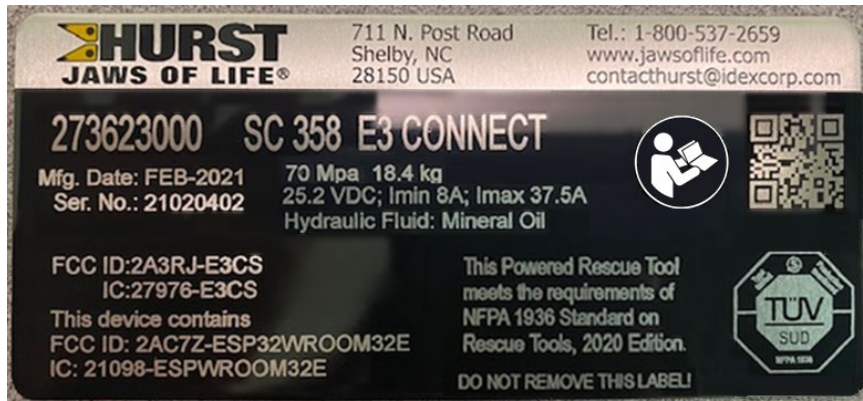 HURST
JAWS OF LIFE®
711 N. Post Road
Shelby, NC
28150 USA
Tel.: 1-800-537-2659
www.jawsoflife.com
contacthurst@idexcorp.com
273623000 SC 358 E3 CONNECT
Mfg. Date: FEB-2021
Ser. No.: 21020402
70 Mpa 18.4 kg
25.2 VDC; Imin 8A; Imax 37.5A
Hydraulic Fluid: Mineral Oil
FCC ID:2A3RJ-E3CS
IC:27976-E3CS
This device contains
FCC ID: 2AC7Z-ESP32WROOM32E
IC: 21098-ESPWROOM32E
This Powered Rescue Tool
meets the requirements of
NFPA 1936 Standard on
Rescue Tools, 2020 Edition.
DO NOT REMOVE THIS LABEL!
TÜV
SUD
NFPA 1936